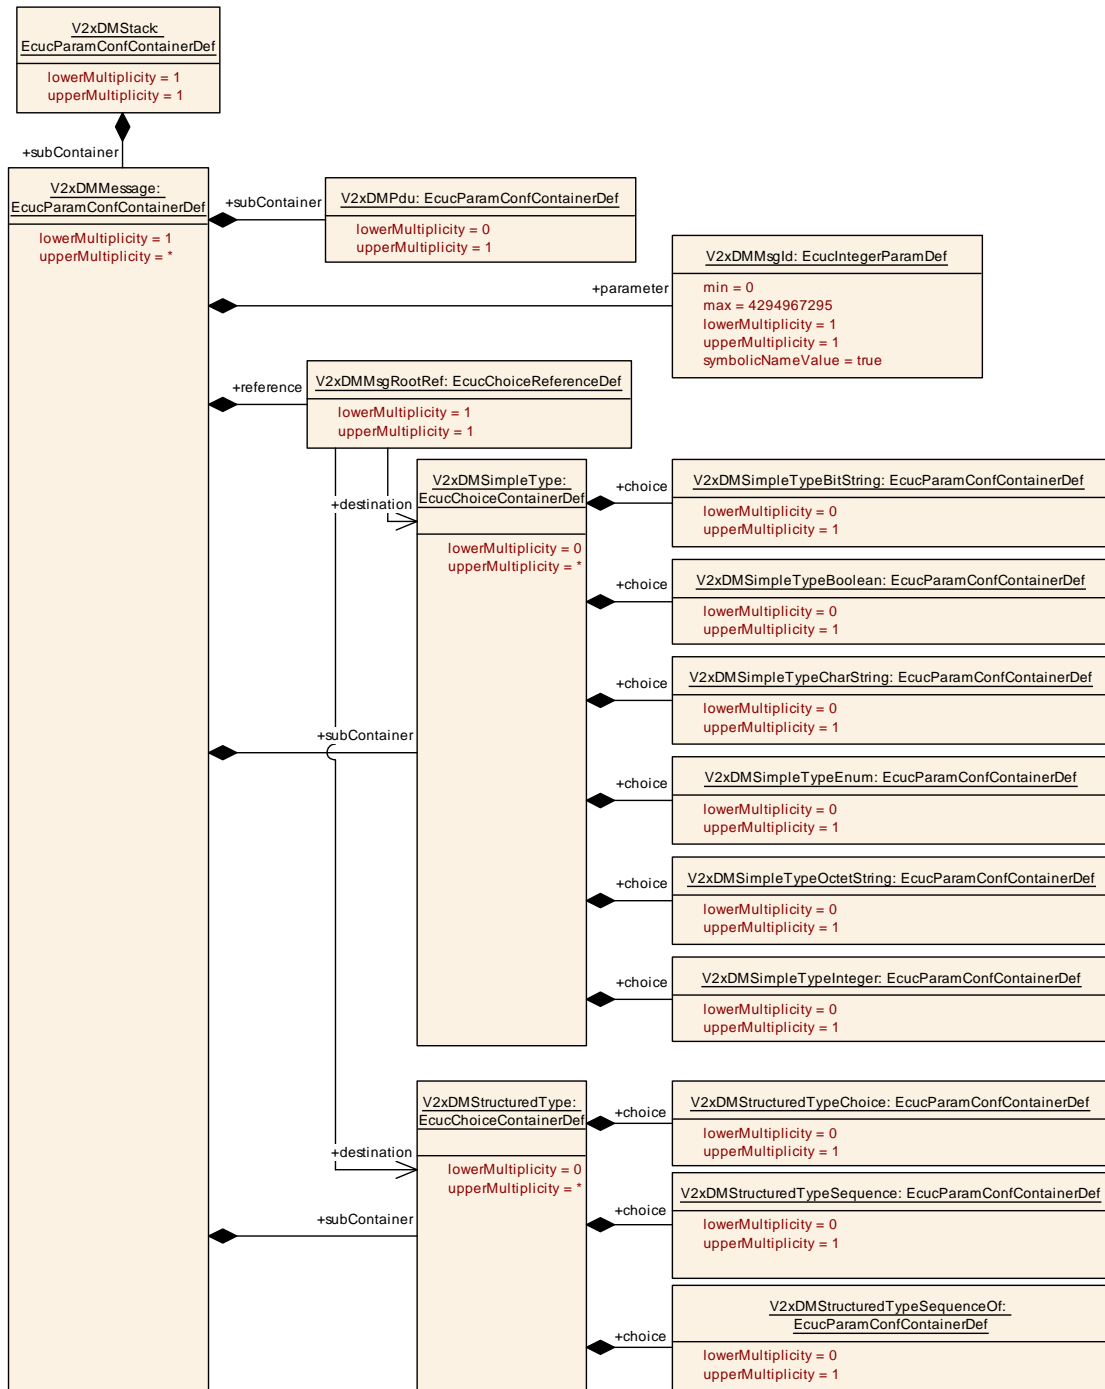 V2xDMStack:
EcucParamConfContainerDef
lowerMultiplicity = 1
upperMultiplicity = 1
+subContainer
V2xDMMessage:
EcucParamConfContainerDef
lowerMultiplicity = 1
upperMultiplicity = *
+subContainer
V2xDMPdu: EcucParamConfContainerDef
lowerMultiplicity = 0
upperMultiplicity = 1
+parameter
V2xDMMsgId: EcucIntegerParamDef
min = 0
max = 4294967295
lowerMultiplicity = 1
upperMultiplicity = 1
symbolicNameValue = true
+reference
V2xDMMsgRootRef: EcucChoiceReferenceDef
lowerMultiplicity = 1
upperMultiplicity = 1
+destination
V2xDMSimpleType:
EcucChoiceContainerDef
lowerMultiplicity = 0
upperMultiplicity = *
+choice
V2xDMSimpleTypeBitString: EcucParamConfContainerDef
lowerMultiplicity = 0
upperMultiplicity = 1
+choice
V2xDMSimpleTypeBoolean: EcucParamConfContainerDef
lowerMultiplicity = 0
upperMultiplicity = 1
+choice
V2xDMSimpleTypeCharString: EcucParamConfContainerDef
lowerMultiplicity = 0
upperMultiplicity = 1
+subContainer
+choice
V2xDMSimpleTypeEnum: EcucParamConfContainerDef
lowerMultiplicity = 0
upperMultiplicity = 1
+choice
V2xDMSimpleTypeOctetString: EcucParamConfContainerDef
lowerMultiplicity = 0
upperMultiplicity = 1
+choice
V2xDMSimpleTypeInteger: EcucParamConfContainerDef
lowerMultiplicity = 0
upperMultiplicity = 1
+destination
V2xDMStructuredType:
EcucChoiceContainerDef
lowerMultiplicity = 0
upperMultiplicity = *
+choice
V2xDMStructuredTypeChoice: EcucParamConfContainerDef
lowerMultiplicity = 0
upperMultiplicity = 1
+subContainer
+choice
V2xDMStructuredTypeSequence: EcucParamConfContainerDef
lowerMultiplicity = 0
upperMultiplicity = 1
+choice
V2xDMStructuredTypeSequenceOf:
EcucParamConfContainerDef
lowerMultiplicity = 0
upperMultiplicity = 1